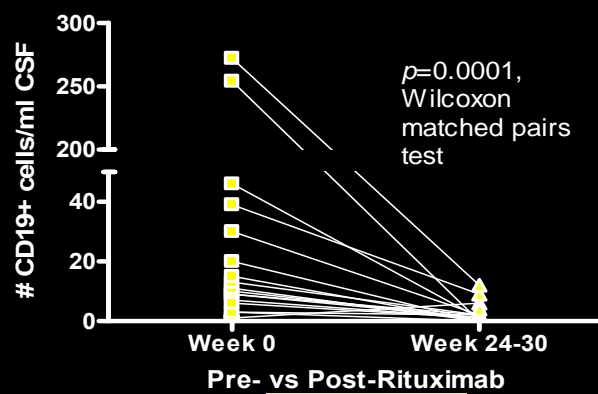 300
250
200
40
20
0
# CD19+ cells/ml CSF
p=0.0001,
Wilcoxon
matched pairs
test
Week 0
Week 24-30
Pre- vs Post-Rituximab